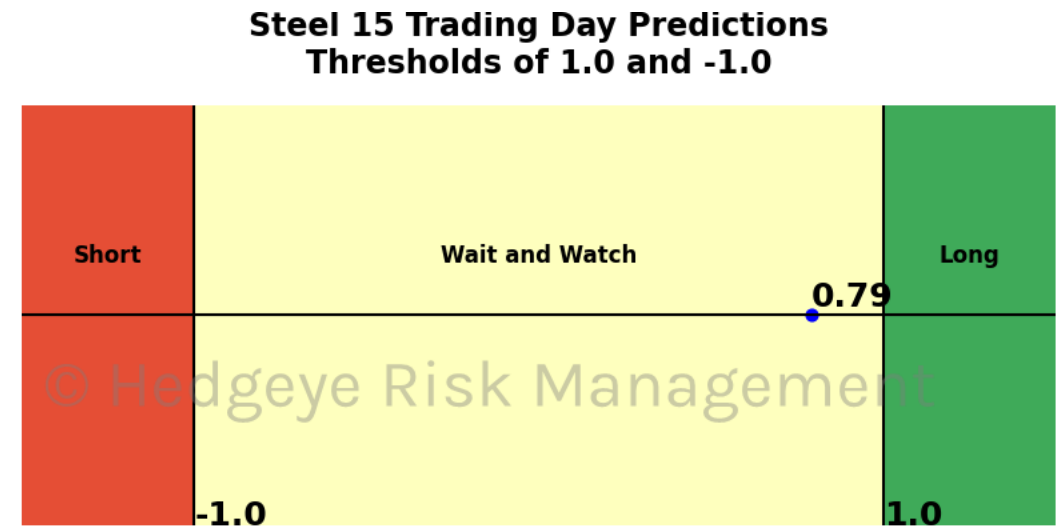 Steel 15 Trading Day Predictions
Thresholds of 1.0 and -1.0
Short
Wait and Watch
Long
0.79
© Hedgeye Risk Management
-1.0
1.0